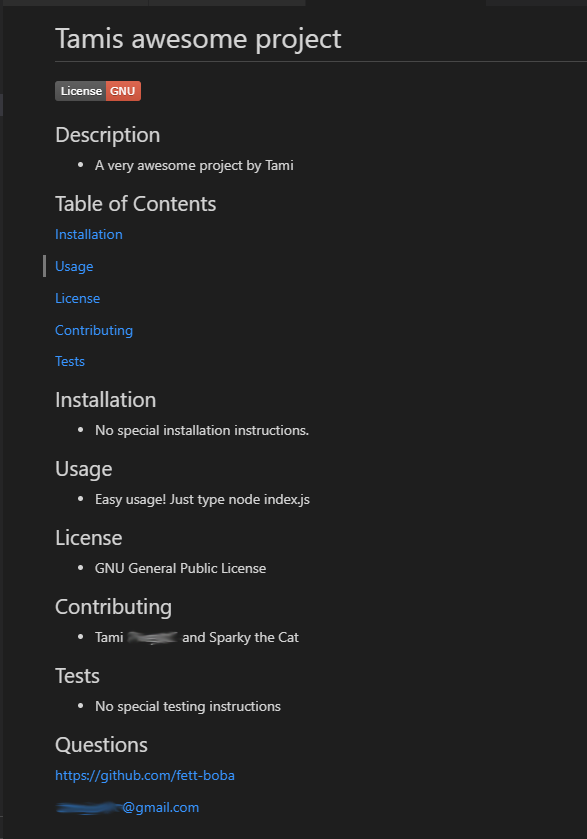 Tamis awesome project
License GNU
Description
A very awesome project by Tami
Table of Contents
Installation
Usage
License
Contributing
Tests
Installation
No special installation instructions.
Usage
Easy usage! Just type node index.js
License
GNU General Public License
Contributing
Tami and Sparky the Cat
Tests
No special testing instructions
Questions
https://github.com/fett-boba
@gmail.com